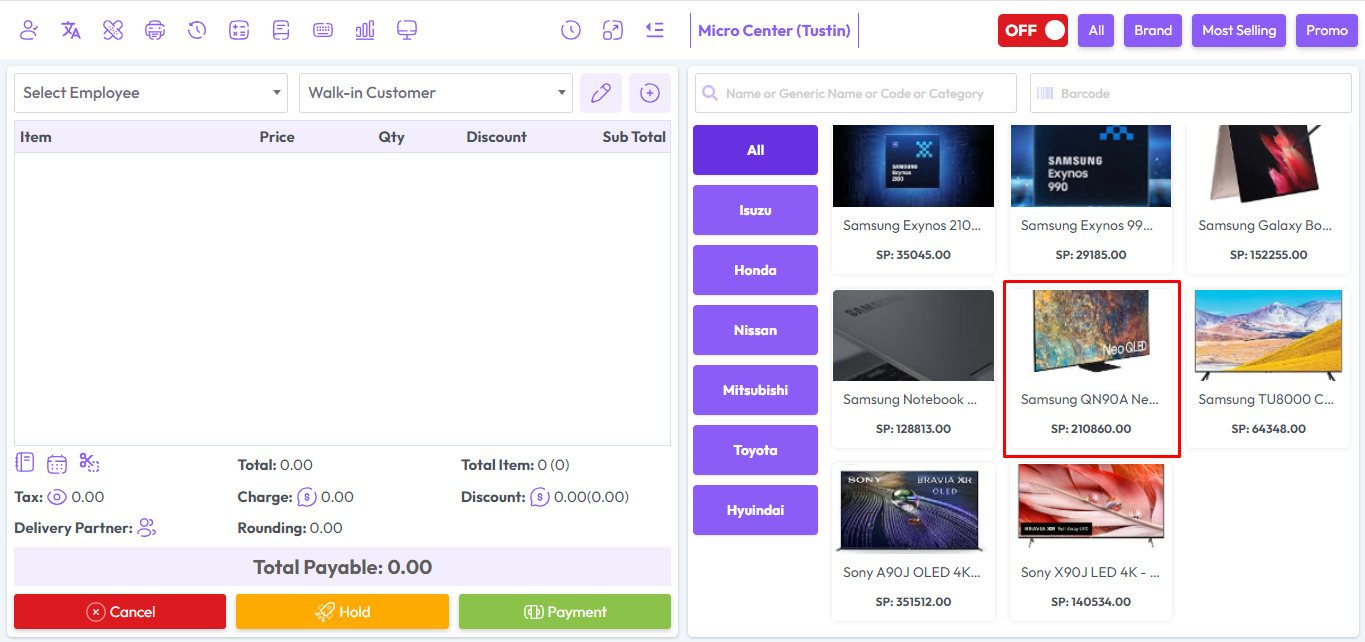 Micro Center (Tustin)
OFF
All
Brand
Most Selling
Promo
Select Employee
Walk-in Customer
Item Price Qty Discount Sub Total
Total: 0.00
Total Item: 0 (0)
Tax: 0.00
Charge: 0.00
Discount: 0.00(0.00)
Delivery Partner:
Rounding: 0.00
Total Payable: 0.00
Cancel
Hold
Payment
Name or Generic Name or Code or Category
Barcode
All
Isuzu
Honda
Nissan
Mitsubishi
Toyota
Hyuindai
SAMSUNG
Exynos
2100
Samsung Exynos 210...
SP: 35045.00
SAMSUNG
Exynos
990
Samsung Exynos 99...
SP: 29185.00
Samsung Galaxy Bo...
SP: 152255.00
SAMSUNG
Samsung Notebook ...
SP: 128813.00
Neo QLED
Samsung QN90A Ne...
SP: 210860.00
Samsung TU8000 C...
SP: 64348.00
SONY
BRAVIA XR
OLED
Sony A90J OLED 4K...
SP: 351512.00
BRAVIA XR
Sony X90J LED 4K - ...
SP: 140534.00